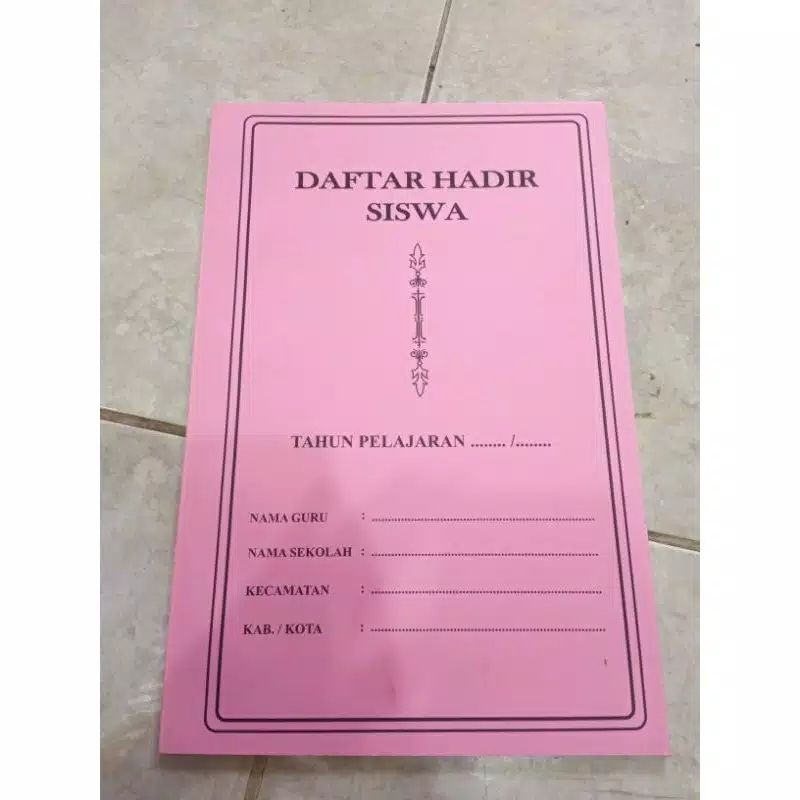 DAFTAR HADIR
SISWA
TAHUN PELAJARAN ........ /........
NAMA GURU : ........................................................
NAMA SEKOLAH : ........................................................
KECAMATAN : ........................................................
KAB. / KOTA : ........................................................